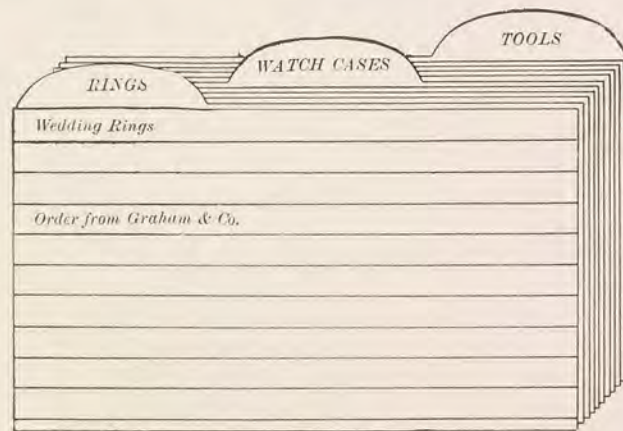 TOOLS
WATCH CASES
RINGS
Wedding Rings
Order from Graham & Co.